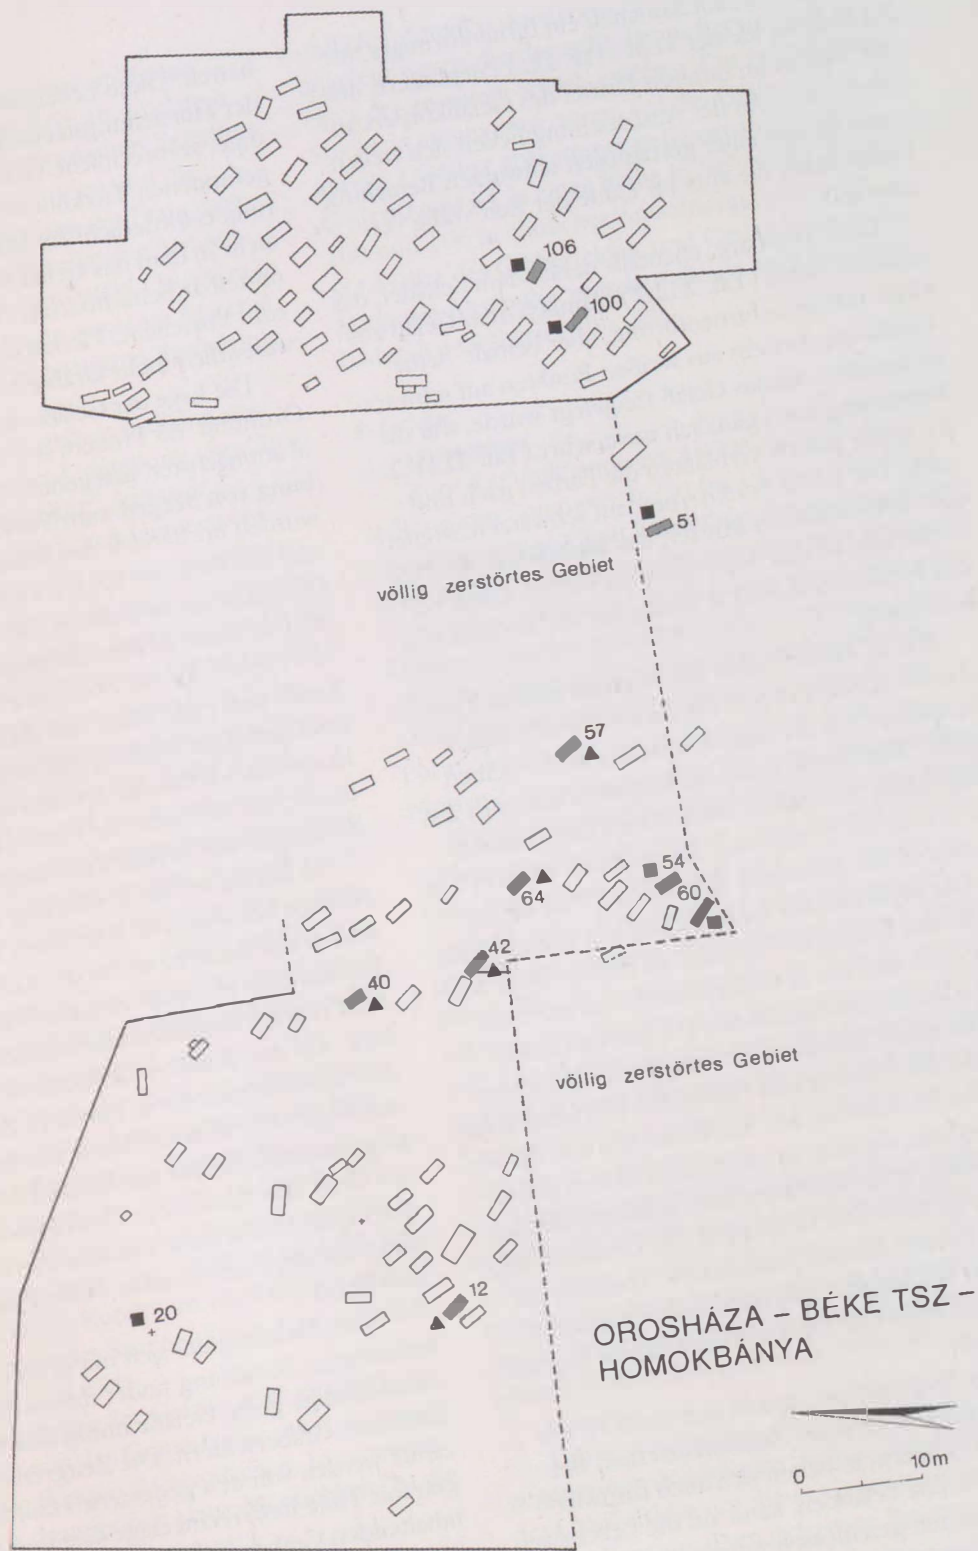 106
100
51
völlig zerstörtes Gebiet
57
54
60
64
42
40
völlig zerstörtes Gebiet
12
20
OROSHÁZA – BÉKE TSZ –
HOMOKBÁNYA
0 10m